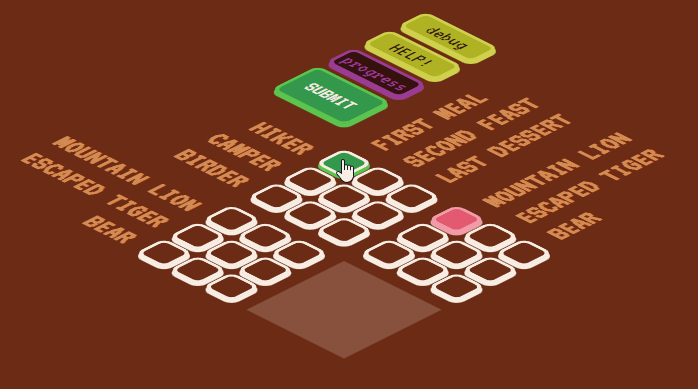 debug
HELP!
progress
SUBMIT
HIKER
CAMPER
BIRDER
FIRST MEAL
SECOND FEAST
LAST DESSERT
MOUNTAIN LION
ESCAPED TIGER
BEAR
MOUNTAIN LION
ESCAPED TIGER
BEAR